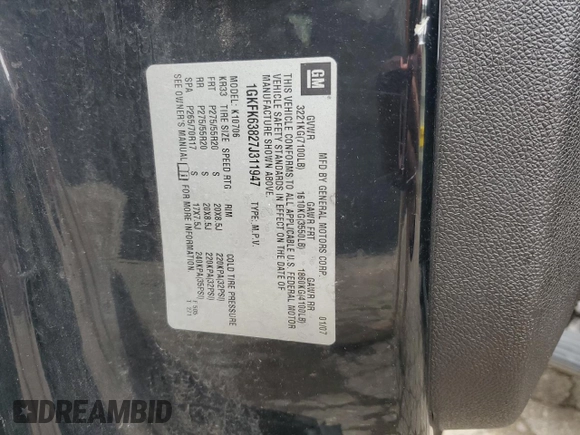 GM
MFD BY GENERAL MOTORS CORP. 01/07
GVWR GAWR FRT GAWR RR
3221KG(7100LB) 1610KG(3550LB) 1860KG(4100LB)
THIS VEHICLE CONFORMS TO ALL APPLICABLE U.S. FEDERAL MOTOR
VEHICLE SAFETY STANDARDS IN EFFECT ON THE DATE OF
MANUFACTURE SHOWN ABOVE.
1GKFK63827J311947 TYPE: M.P.V.
MODEL: K10706
KR33 TIRE SIZE SPEED RTG RIM COLD TIRE PRESSURE
FRT P275/55R20 S 20X8.5J 220KPA(32PSI)
RR P275/55R20 S 20X8.5J 220KPA(32PSI)
SPA P265/70R17 S 17X7.5J 240KPA(35PSI)
SEE OWNER'S MANUAL FOR MORE INFORMATION.
DREAMBID